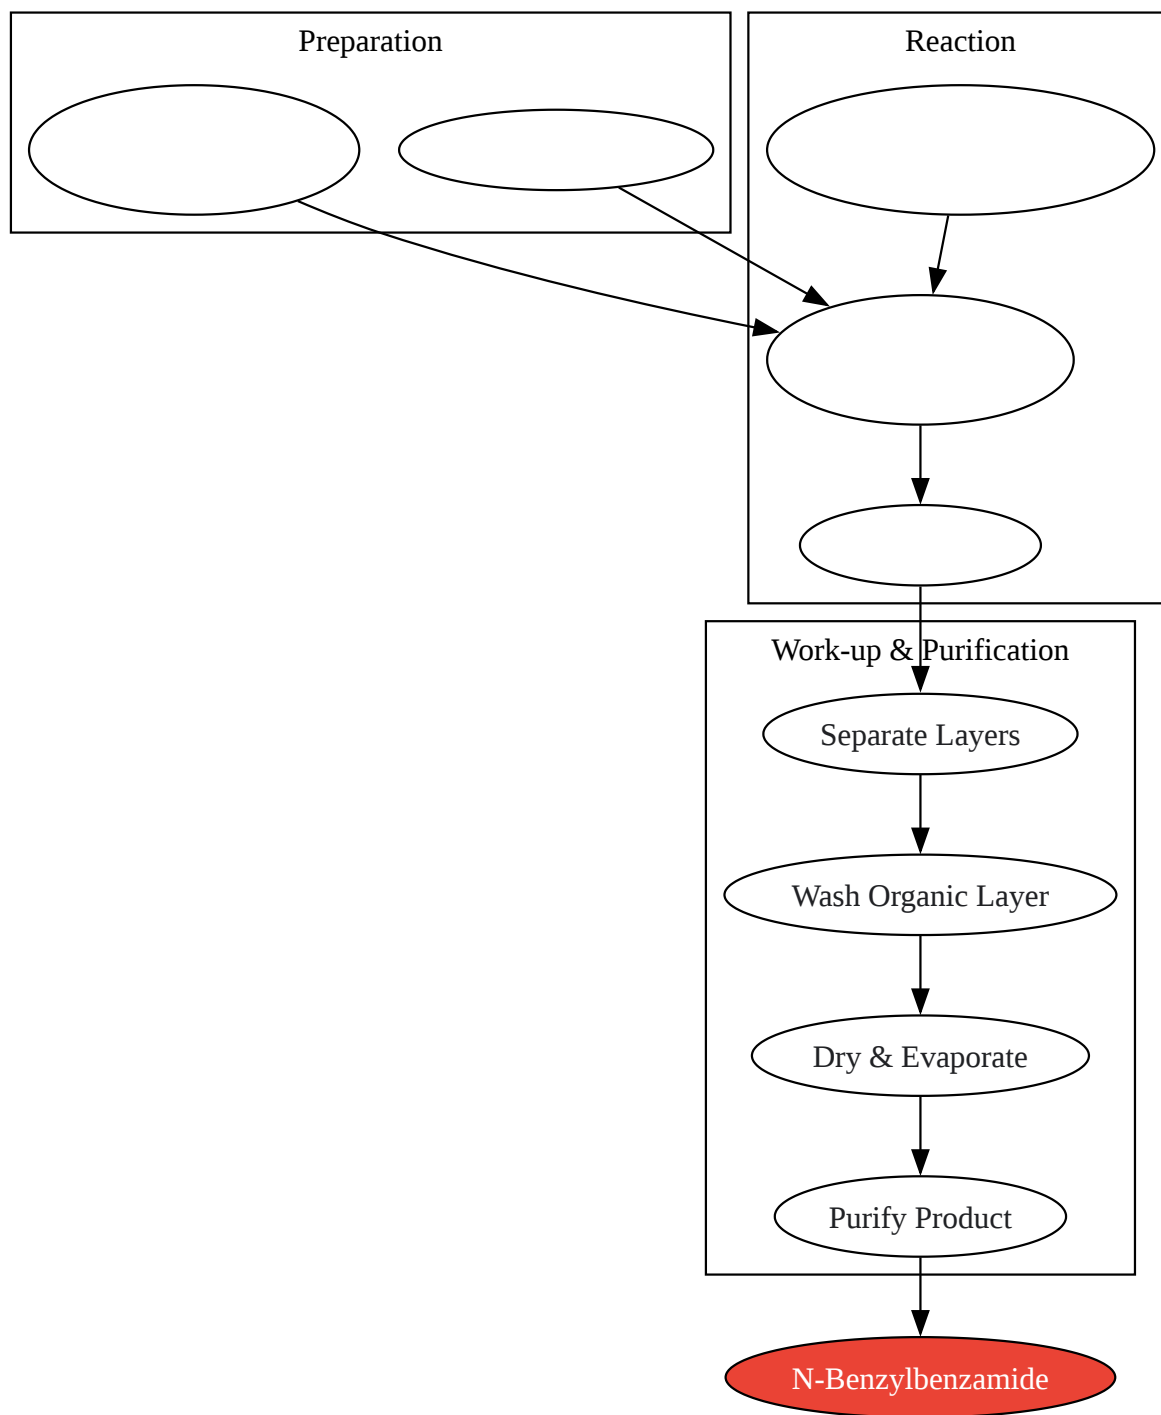 Preparation
Reaction
Work-up & Purification
Separate Layers
Wash Organic Layer
Dry & Evaporate
Purify Product
N-Benzylbenzamide